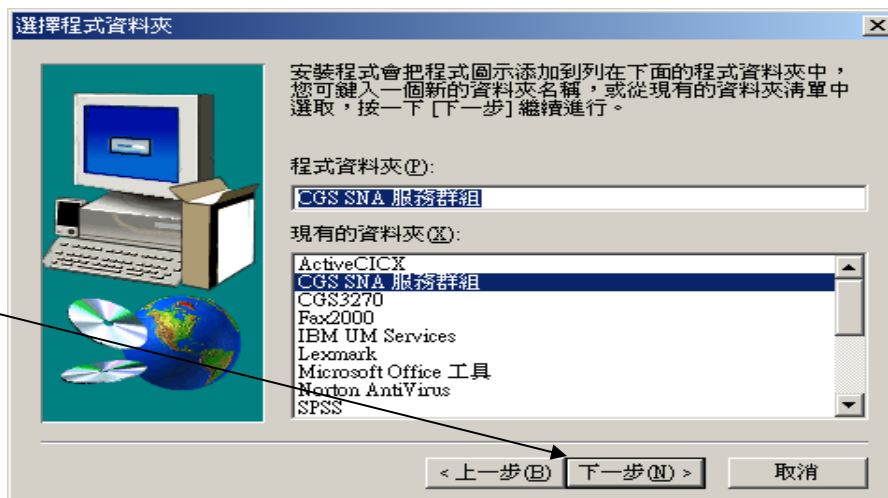 選擇程式資料夾
安裝程式會把程式圖示添加到列在下面的程式資料夾中，
您可鍵入一個新的資料夾名稱，或從現有的資料夾清單中
選取，按一下 [下一步] 繼續進行。
程式資料夾(P):
CGS SNA 服務群組
現有的資料夾(X):
ActiveCICX
CGS SNA 服務群組
CGS3270
Fax2000
IBM UM Services
Lexmark
Microsoft Office 工具
Norton AntiVirus
SPSS
< 上一步(B) 下一步(N) > 取消